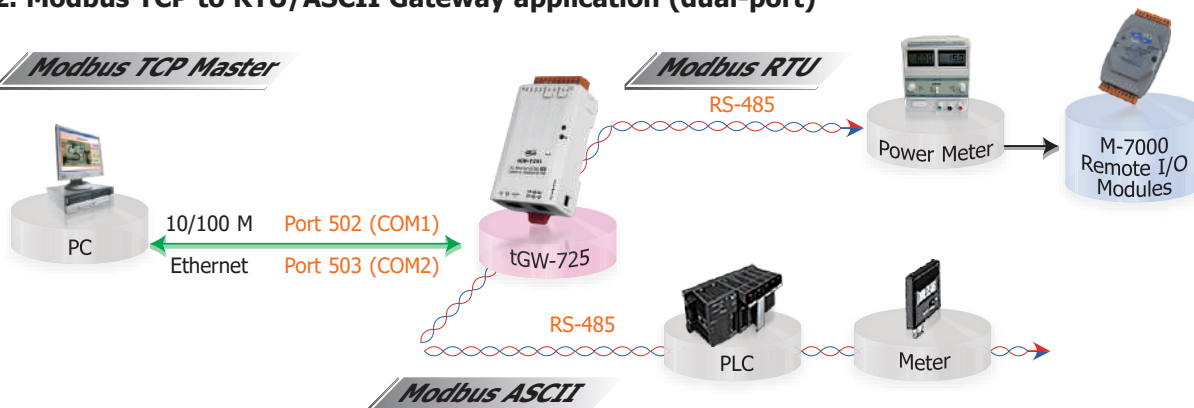 2. Modbus TCP to RTU/ASCII Gateway application (dual-port)
Modbus TCP Master
Modbus RTU
RS-485
Power Meter
M-7000
Remote I/O
Modules
PC
10/100 M
Port 502 (COM1)
Ethernet
Port 503 (COM2)
tGW-725
RS-485
PLC
Meter
Modbus ASCII